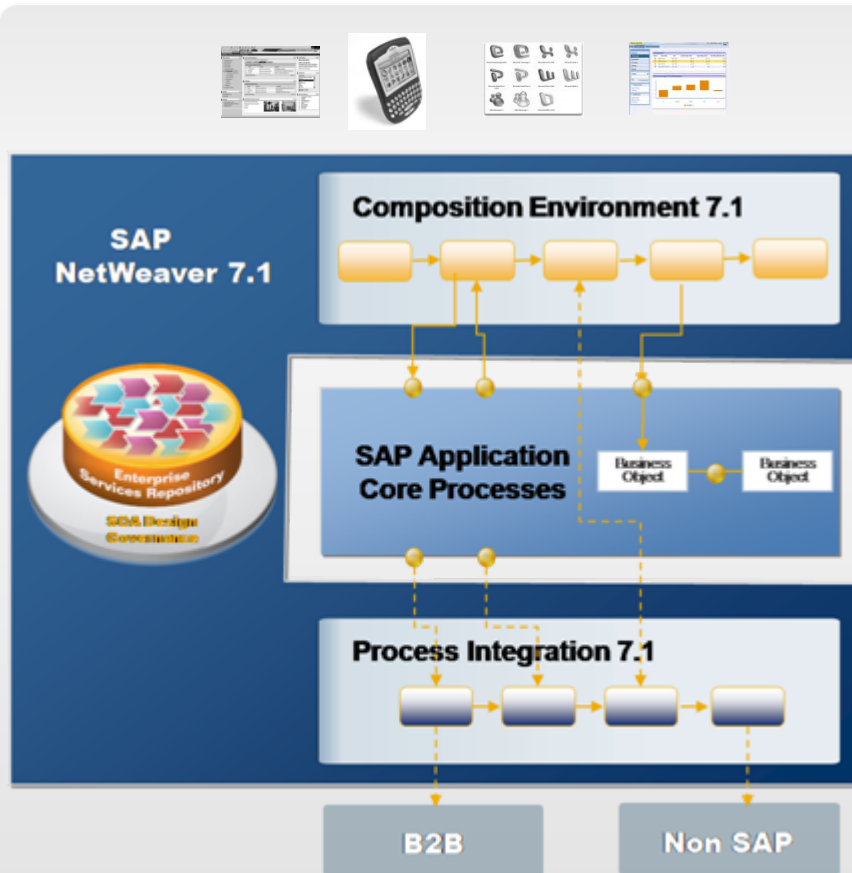 SAP
NetWeaver 7.1
Composition Environment 7.1
Enterprise
Services Repository
SOA Design
Governance
SAP Application
Core Processes
Business
Object
Business
Object
Process Integration 7.1
B2B
Non SAP